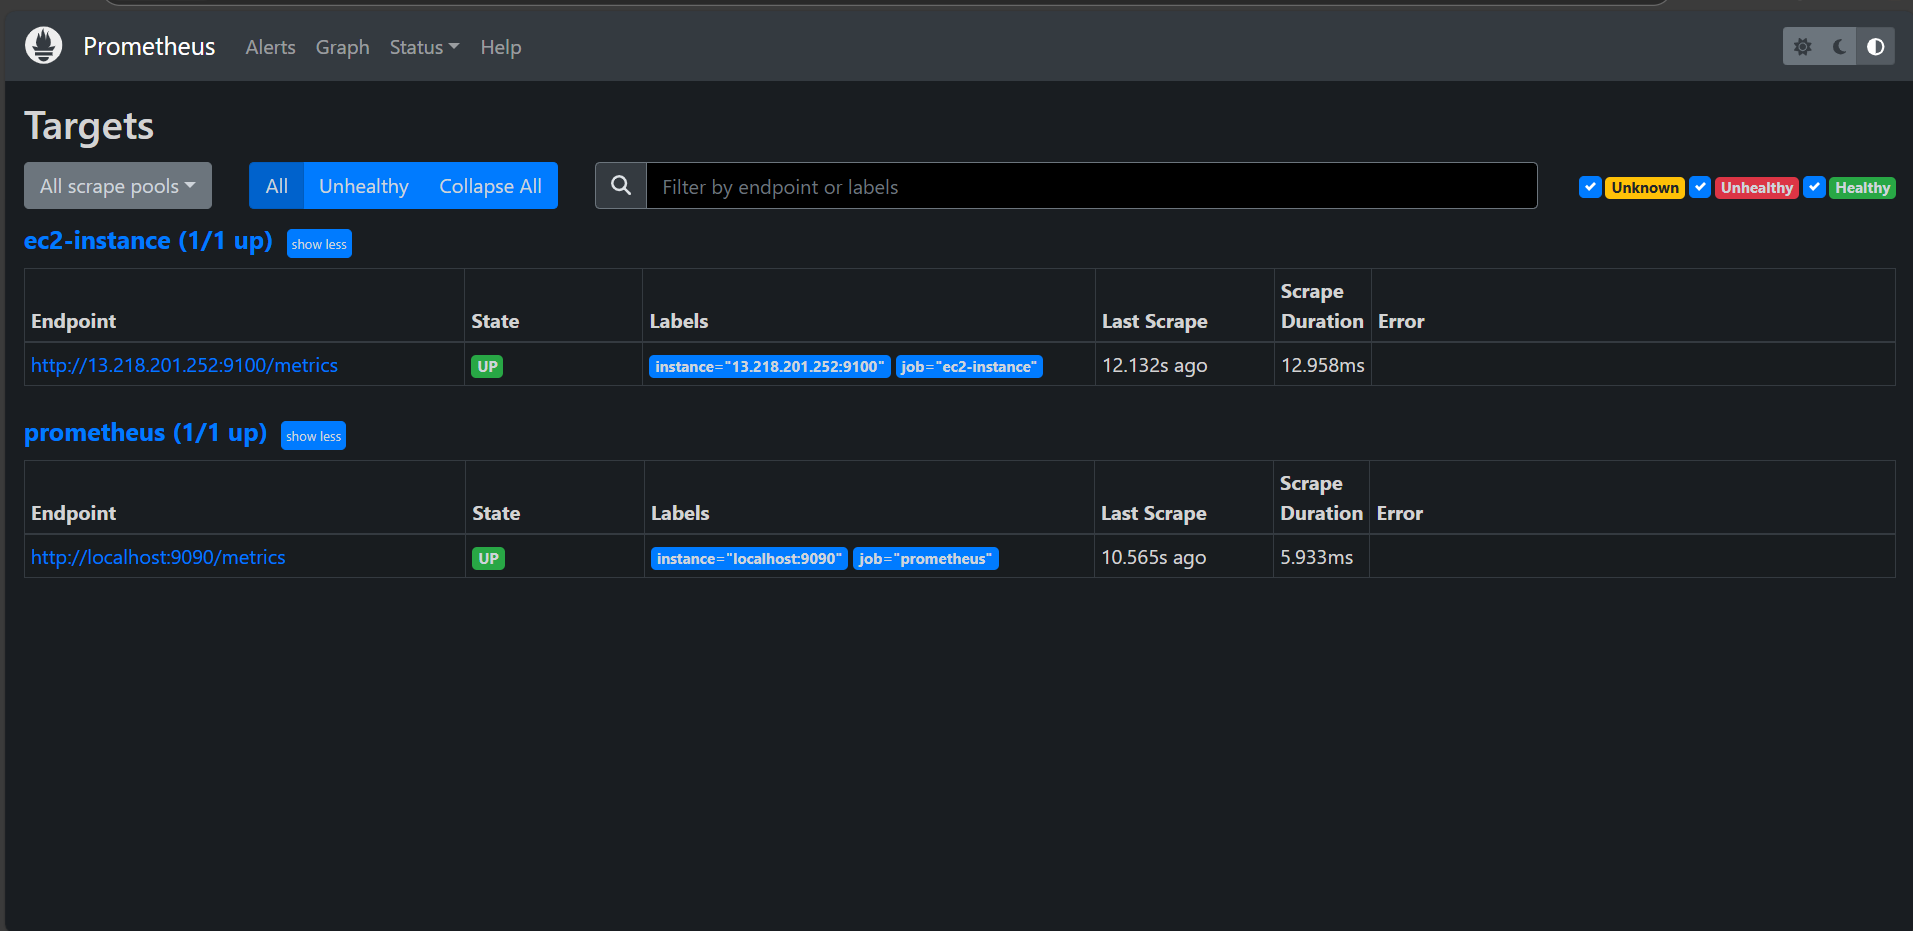 Prometheus Alerts Graph Status Help
Targets
All scrape pools All Unhealthy Collapse All Filter by endpoint or labels Unknown Unhealthy Healthy
ec2-instance (1/1 up) show less
Endpoint State Labels Last Scrape Scrape Duration Error
http://13.218.201.252:9100/metrics UP instance="13.218.201.252:9100" job="ec2-instance" 12.132s ago 12.958ms
prometheus (1/1 up) show less
Endpoint State Labels Last Scrape Scrape Duration Error
http://localhost:9090/metrics UP instance="localhost:9090" job="prometheus" 10.565s ago 5.933ms